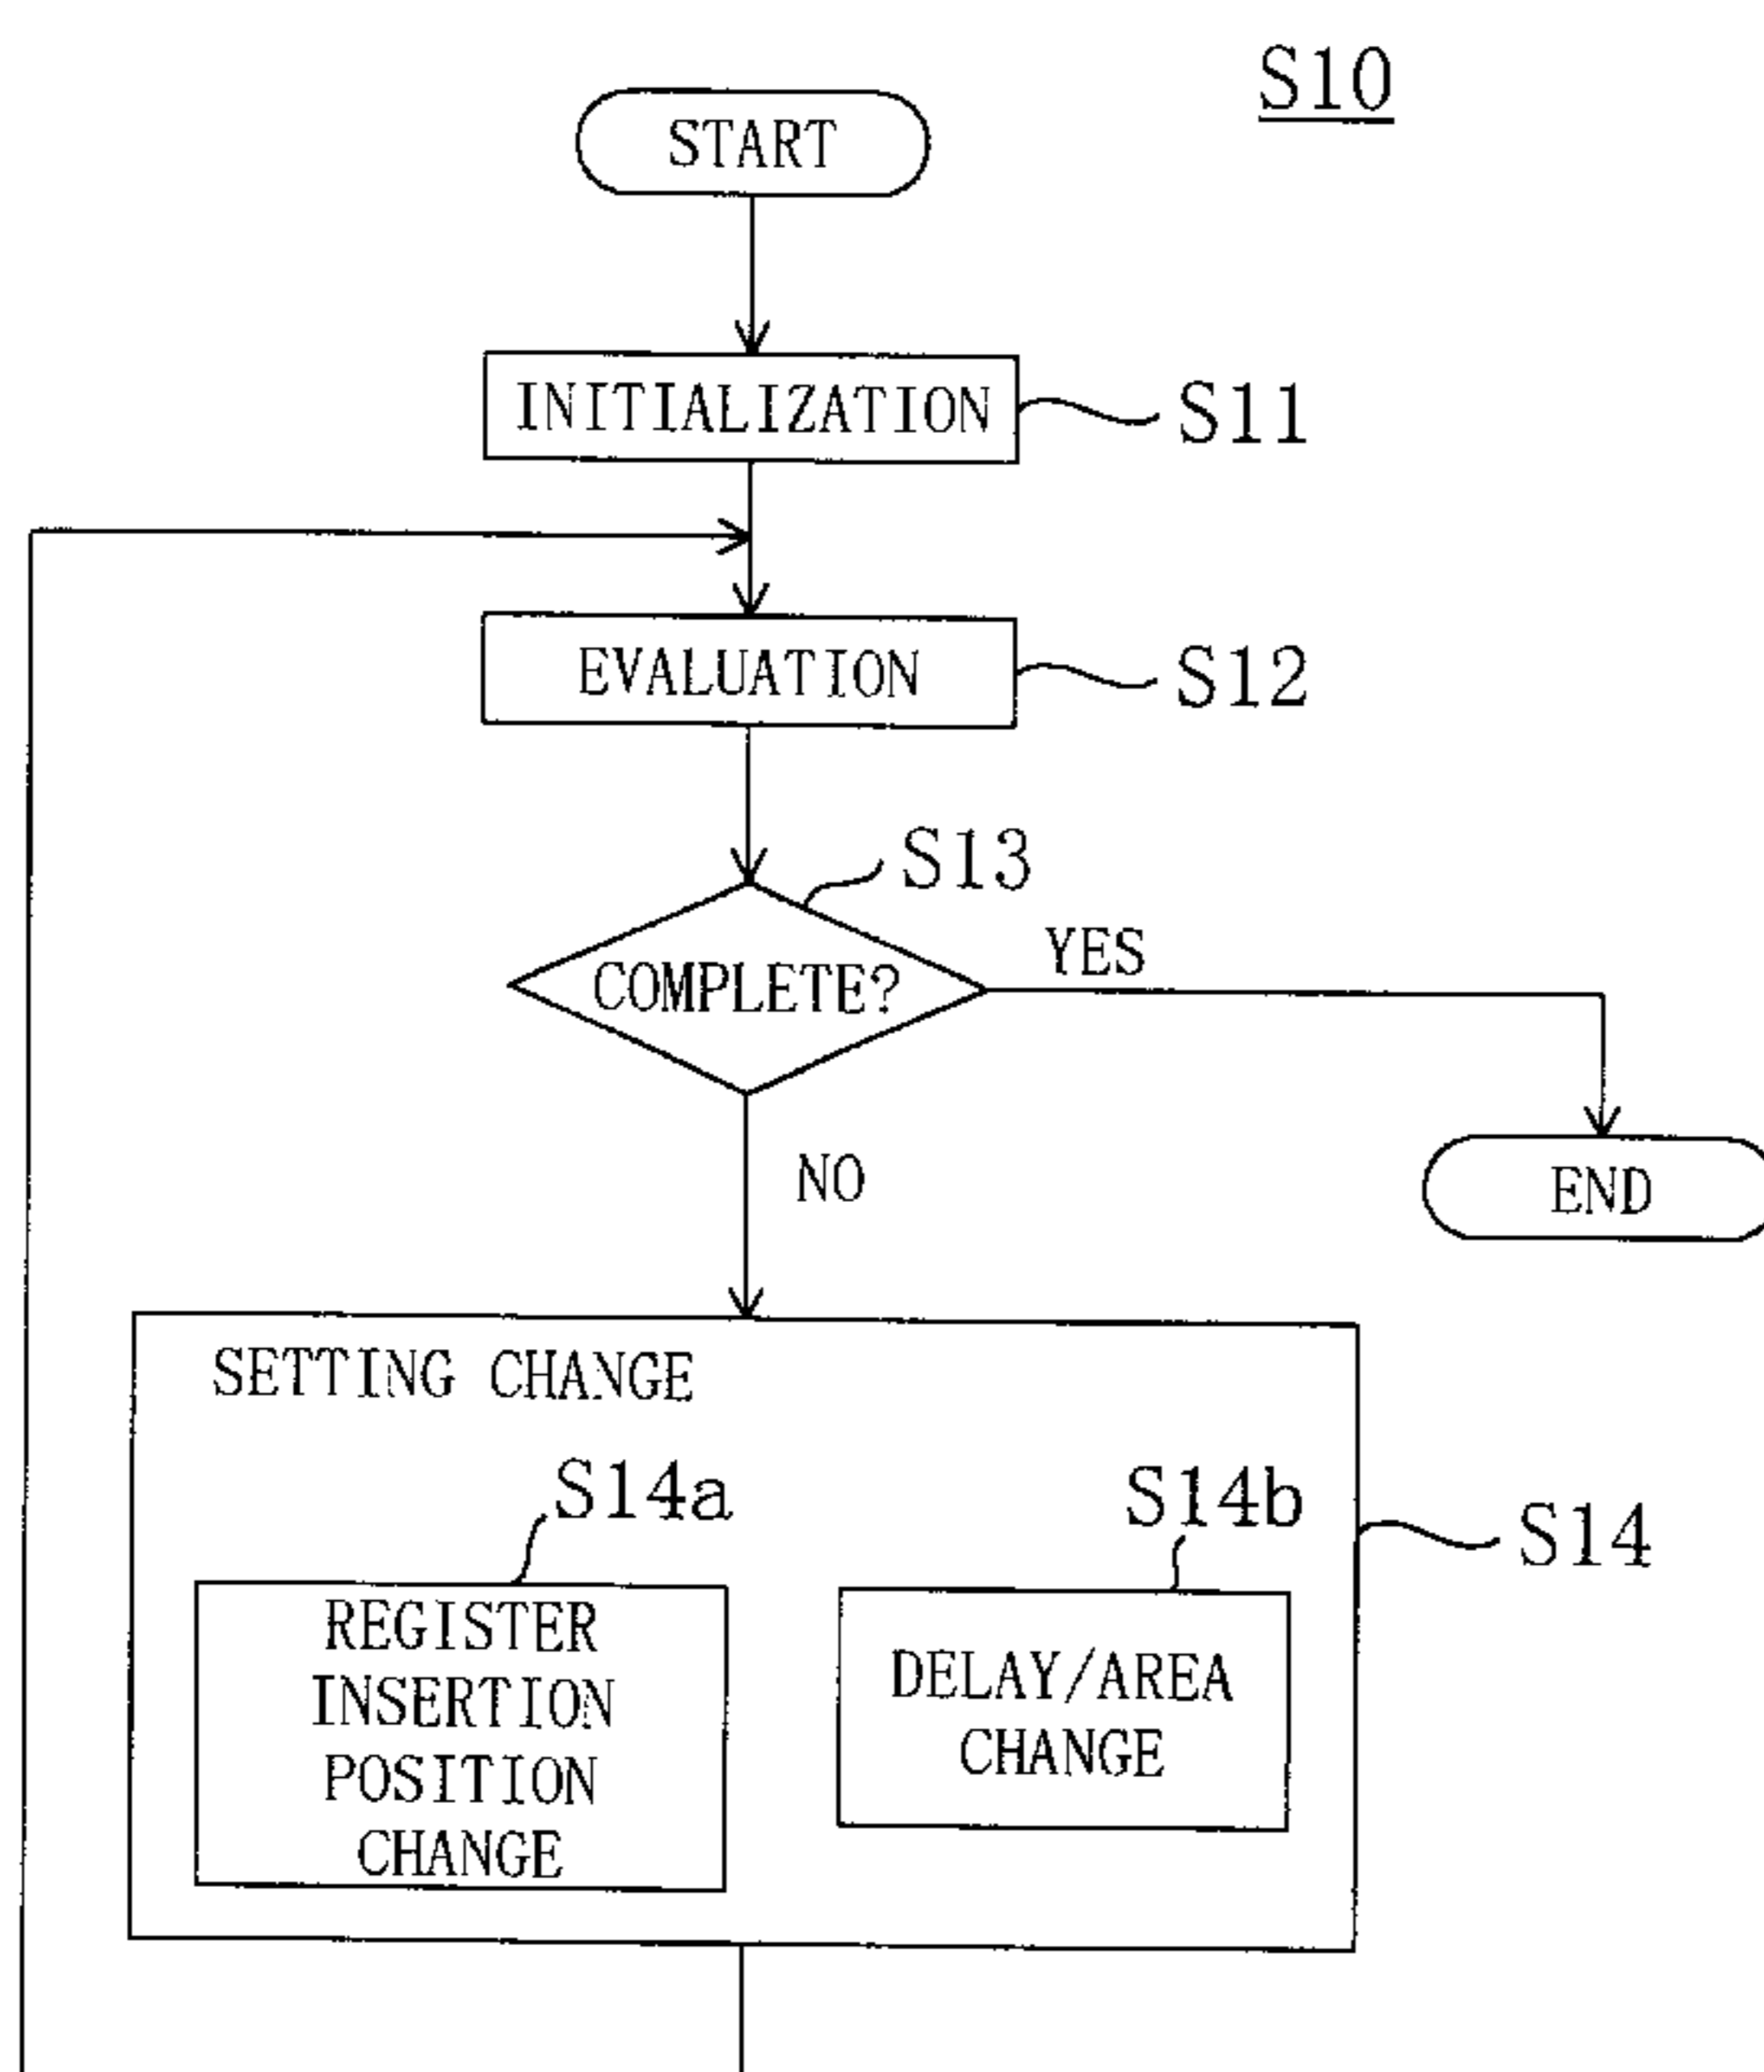 S10
START
INITIALIZATION
S11
EVALUATION
S12
S13
COMPLETE?
YES
NO
END
SETTING CHANGE
S14a
S14b
S14
REGISTER
INSERTION
POSITION
CHANGE
DELAY/AREA
CHANGE